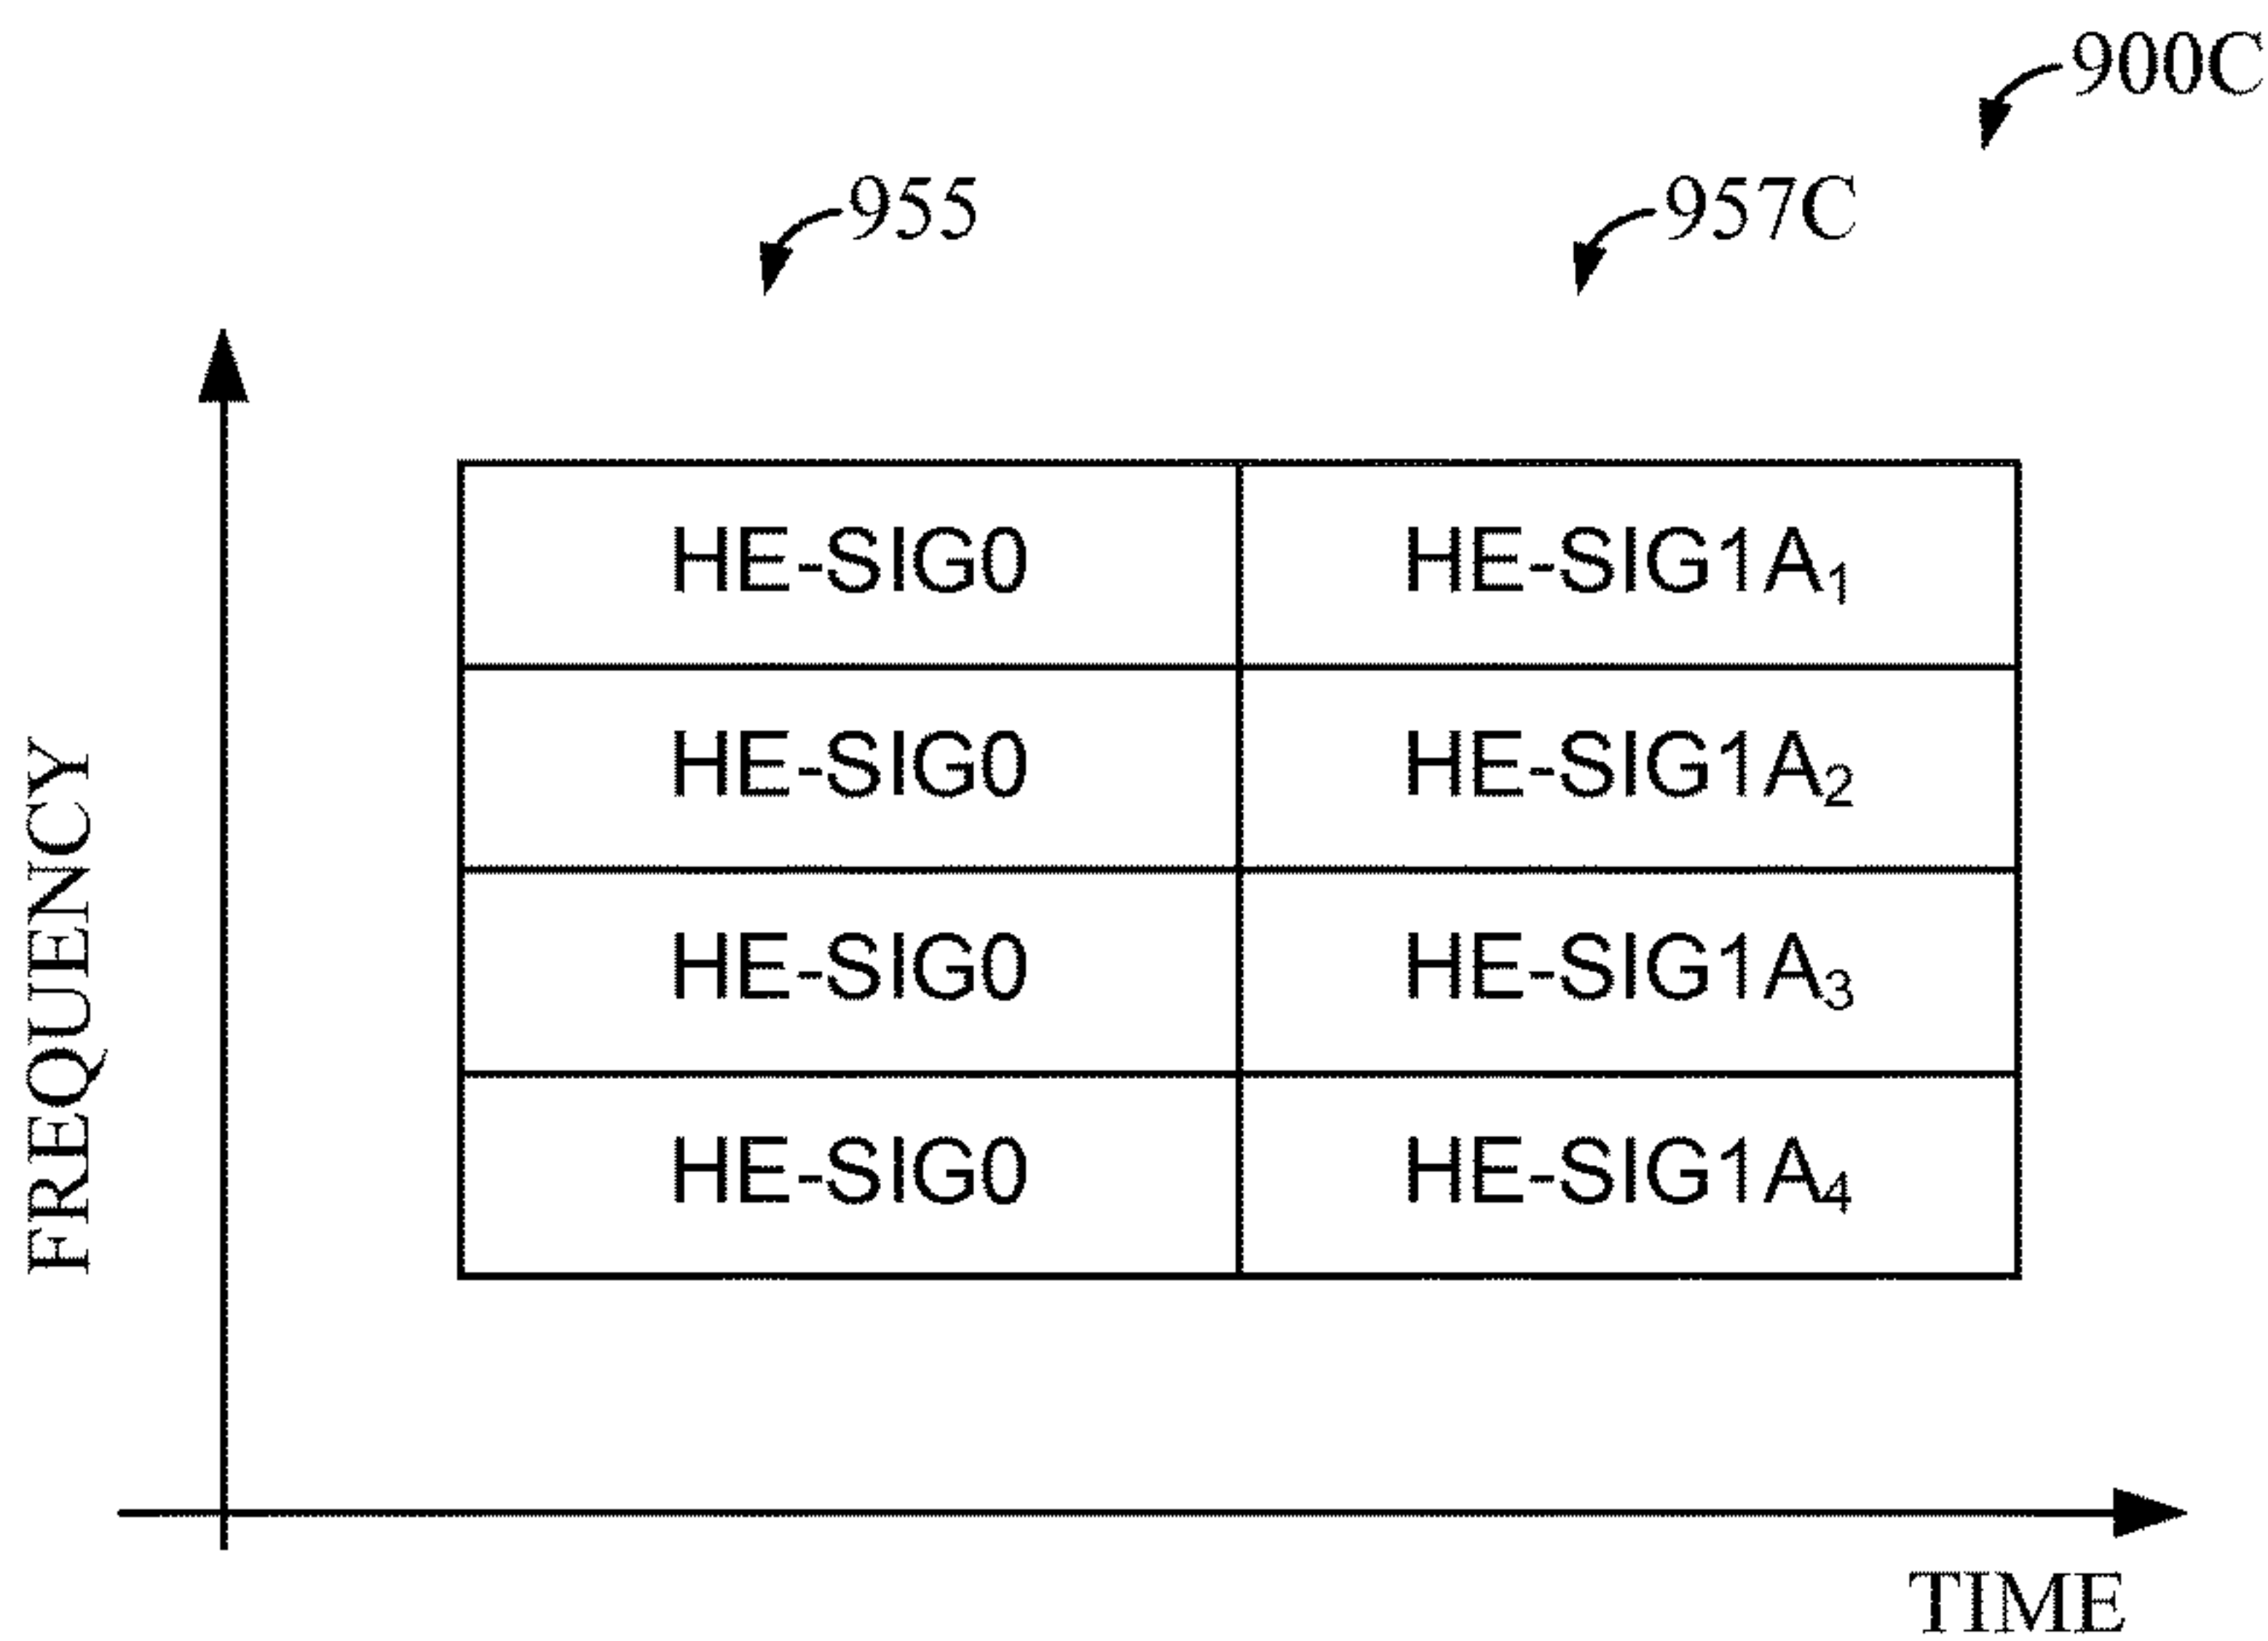 900C
955
957C
HE-SIG0 HE-SIG1A₁
HE-SIG0 HE-SIG1A₂
HE-SIG0 HE-SIG1A₃
HE-SIG0 HE-SIG1A₄
FREQUENCY
TIME